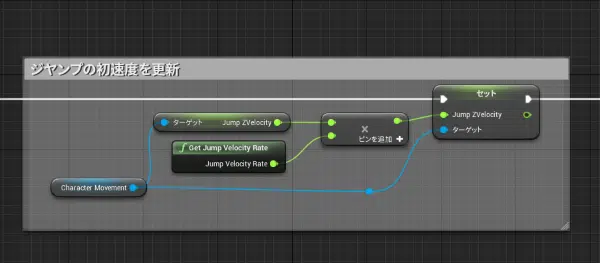 ジャンプの初速度を更新
セット
ターゲット Jump ZVelocity
Jump ZVelocity
ピンを追加
ターゲット
Get Jump Velocity Rate
Jump Velocity Rate
Character Movement